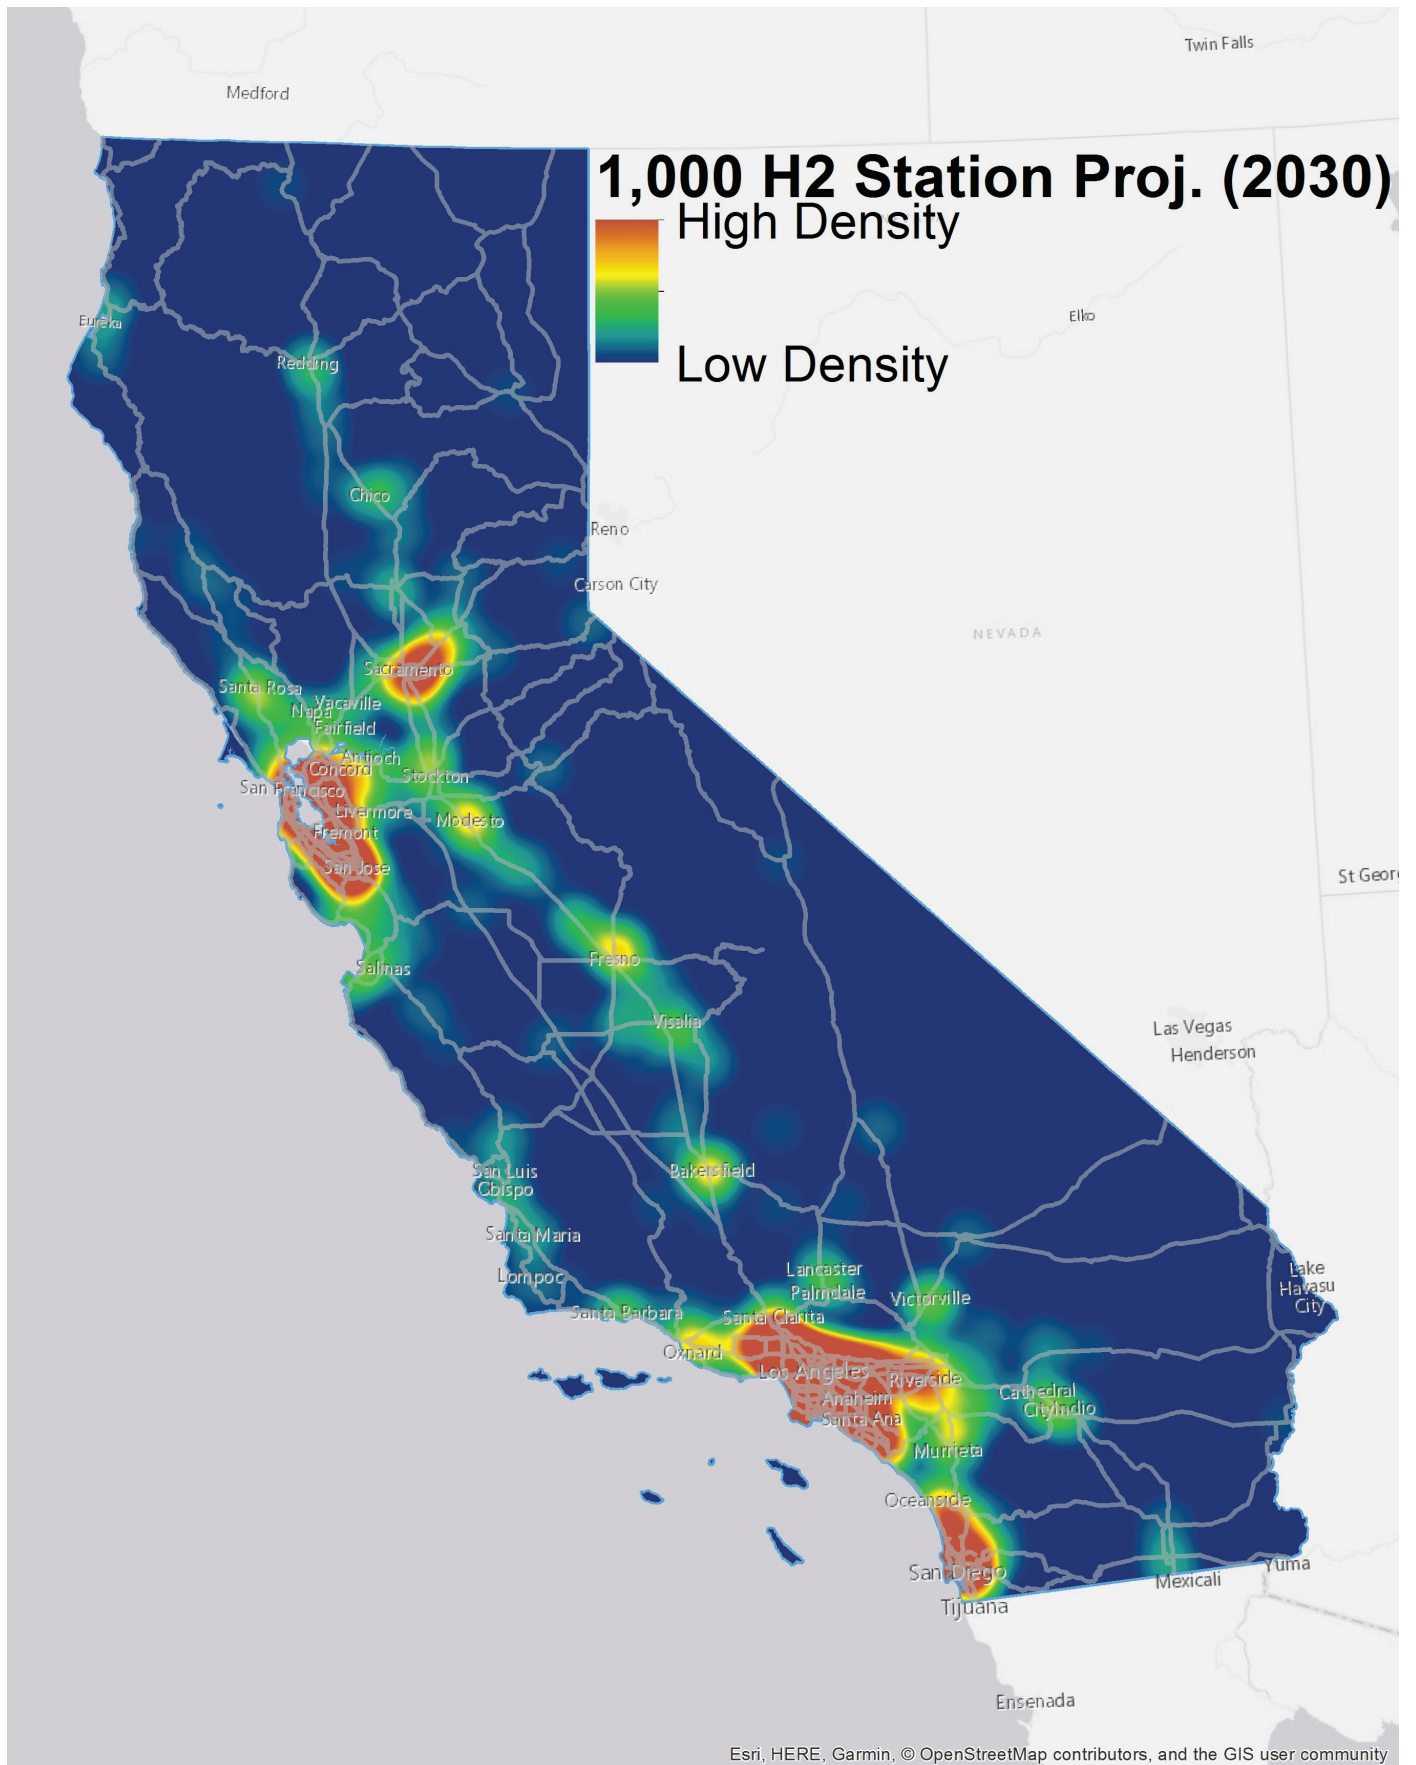 Twin Falls
Medford
1,000 H2 Station Proj. (2030)
High Density
Elko
Eureka
Low Density
Redding
Chico
Reno
Carson City
NEVADA
Sacramento
Santa Rosa
Vacaville
Napa
Fairfield
Antioch
Concord
Stockton
San Francisco
Livermore
Modesto
Fremont
San Jose
St Geor
Fresno
Salinas
Visalia
Las Vegas
Henderson
Bakersfield
San Luis
Obispo
Santa Maria
Lompoc
Lancaster
Palmdale
Victorville
Lake
Havasu
City
Santa Barbara
Santa Clarita
Oxnard
Los Angeles
Riverside
Anaheim
Santa Ana
Cathedral
City
Indio
Murrieta
Oceanside
San Diego
Tijuana
Mexicali
Yuma
Ensenada
Esri, HERE, Garmin, © OpenStreetMap contributors, and the GIS user community